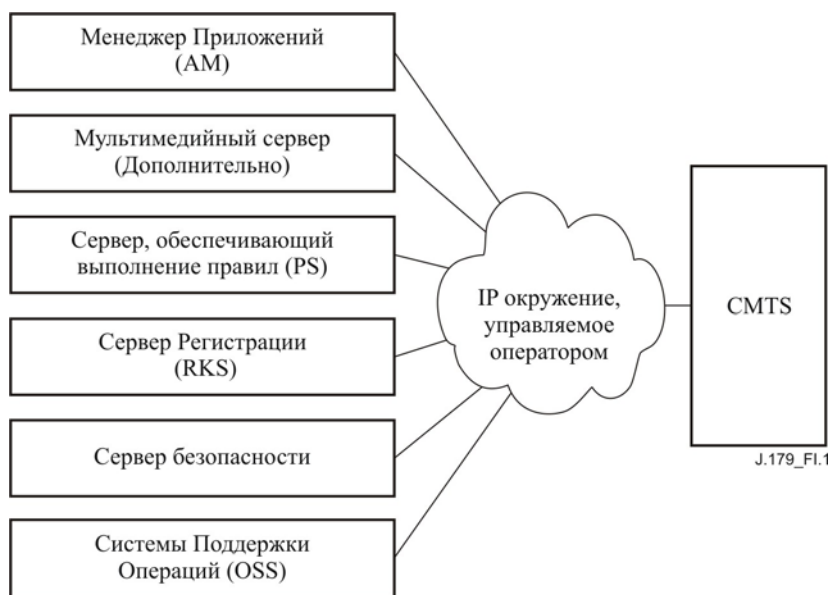 Менеджер Приложений
(AM)
Мультимедийный сервер
(Дополнительно)
Сервер, обеспечивающий
выполнение правил (PS)
Сервер Регистрации
(RKS)
Сервер безопасности
Системы Поддержки
Операций (OSS)
IP окружение,
управляемое
оператором
CMTS
J.179_FI.1